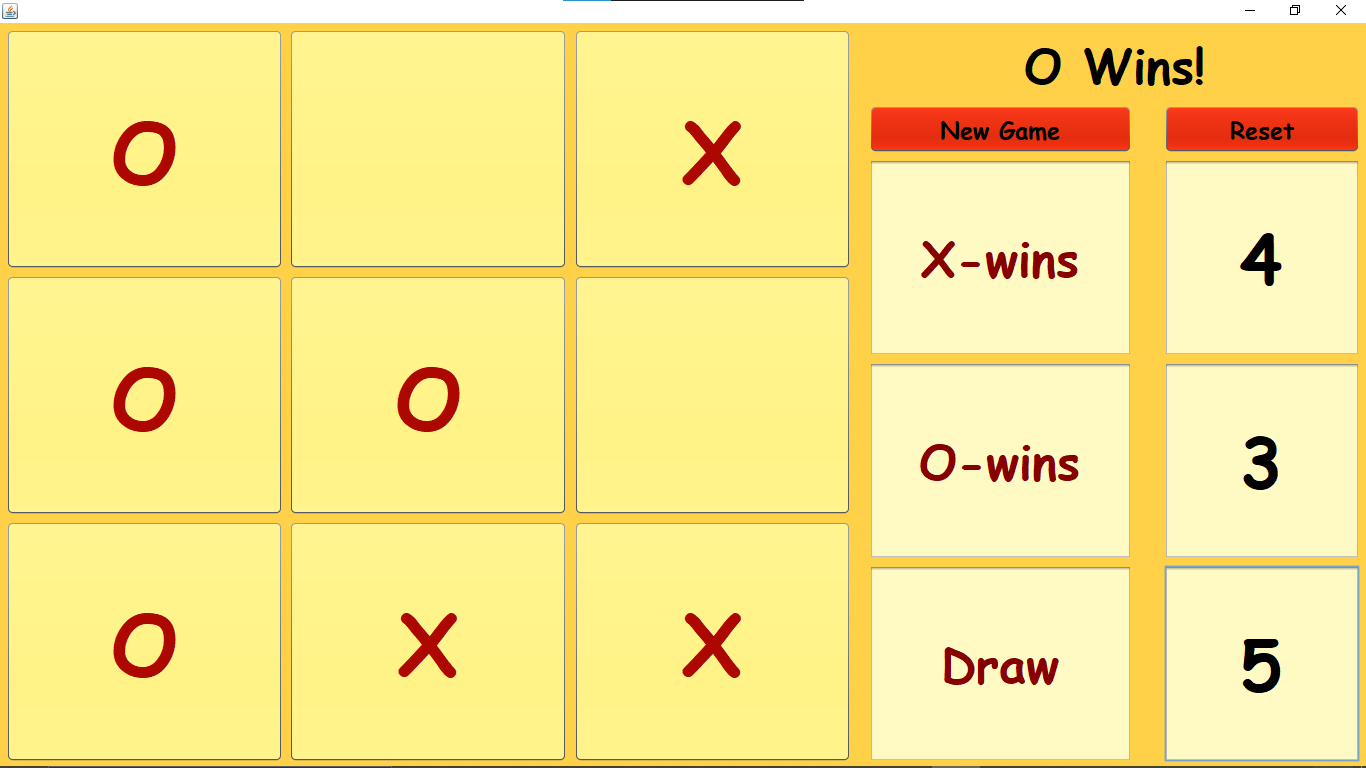 O X
O O
O X X
O Wins!
New Game Reset
X-wins 4
O-wins 3
Draw 5